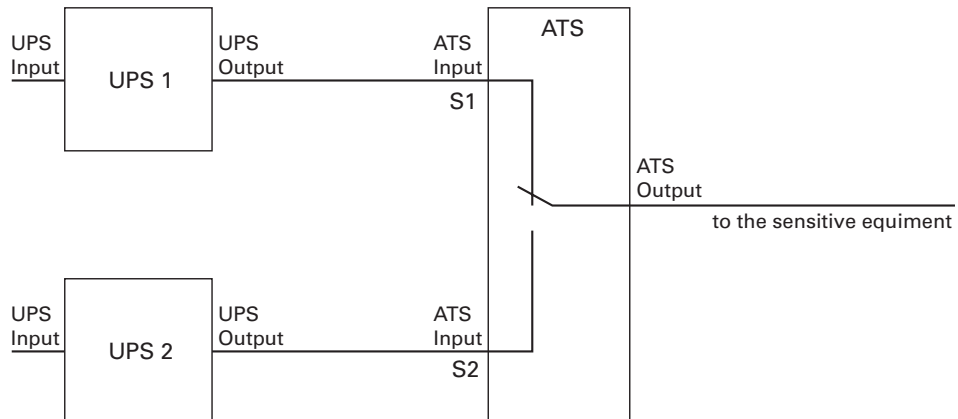 ATS
UPS
Input
UPS 1
UPS
Output
ATS
Input
S1
ATS
Output
to the sensitive equiment
UPS
Input
UPS 2
UPS
Output
ATS
Input
S2